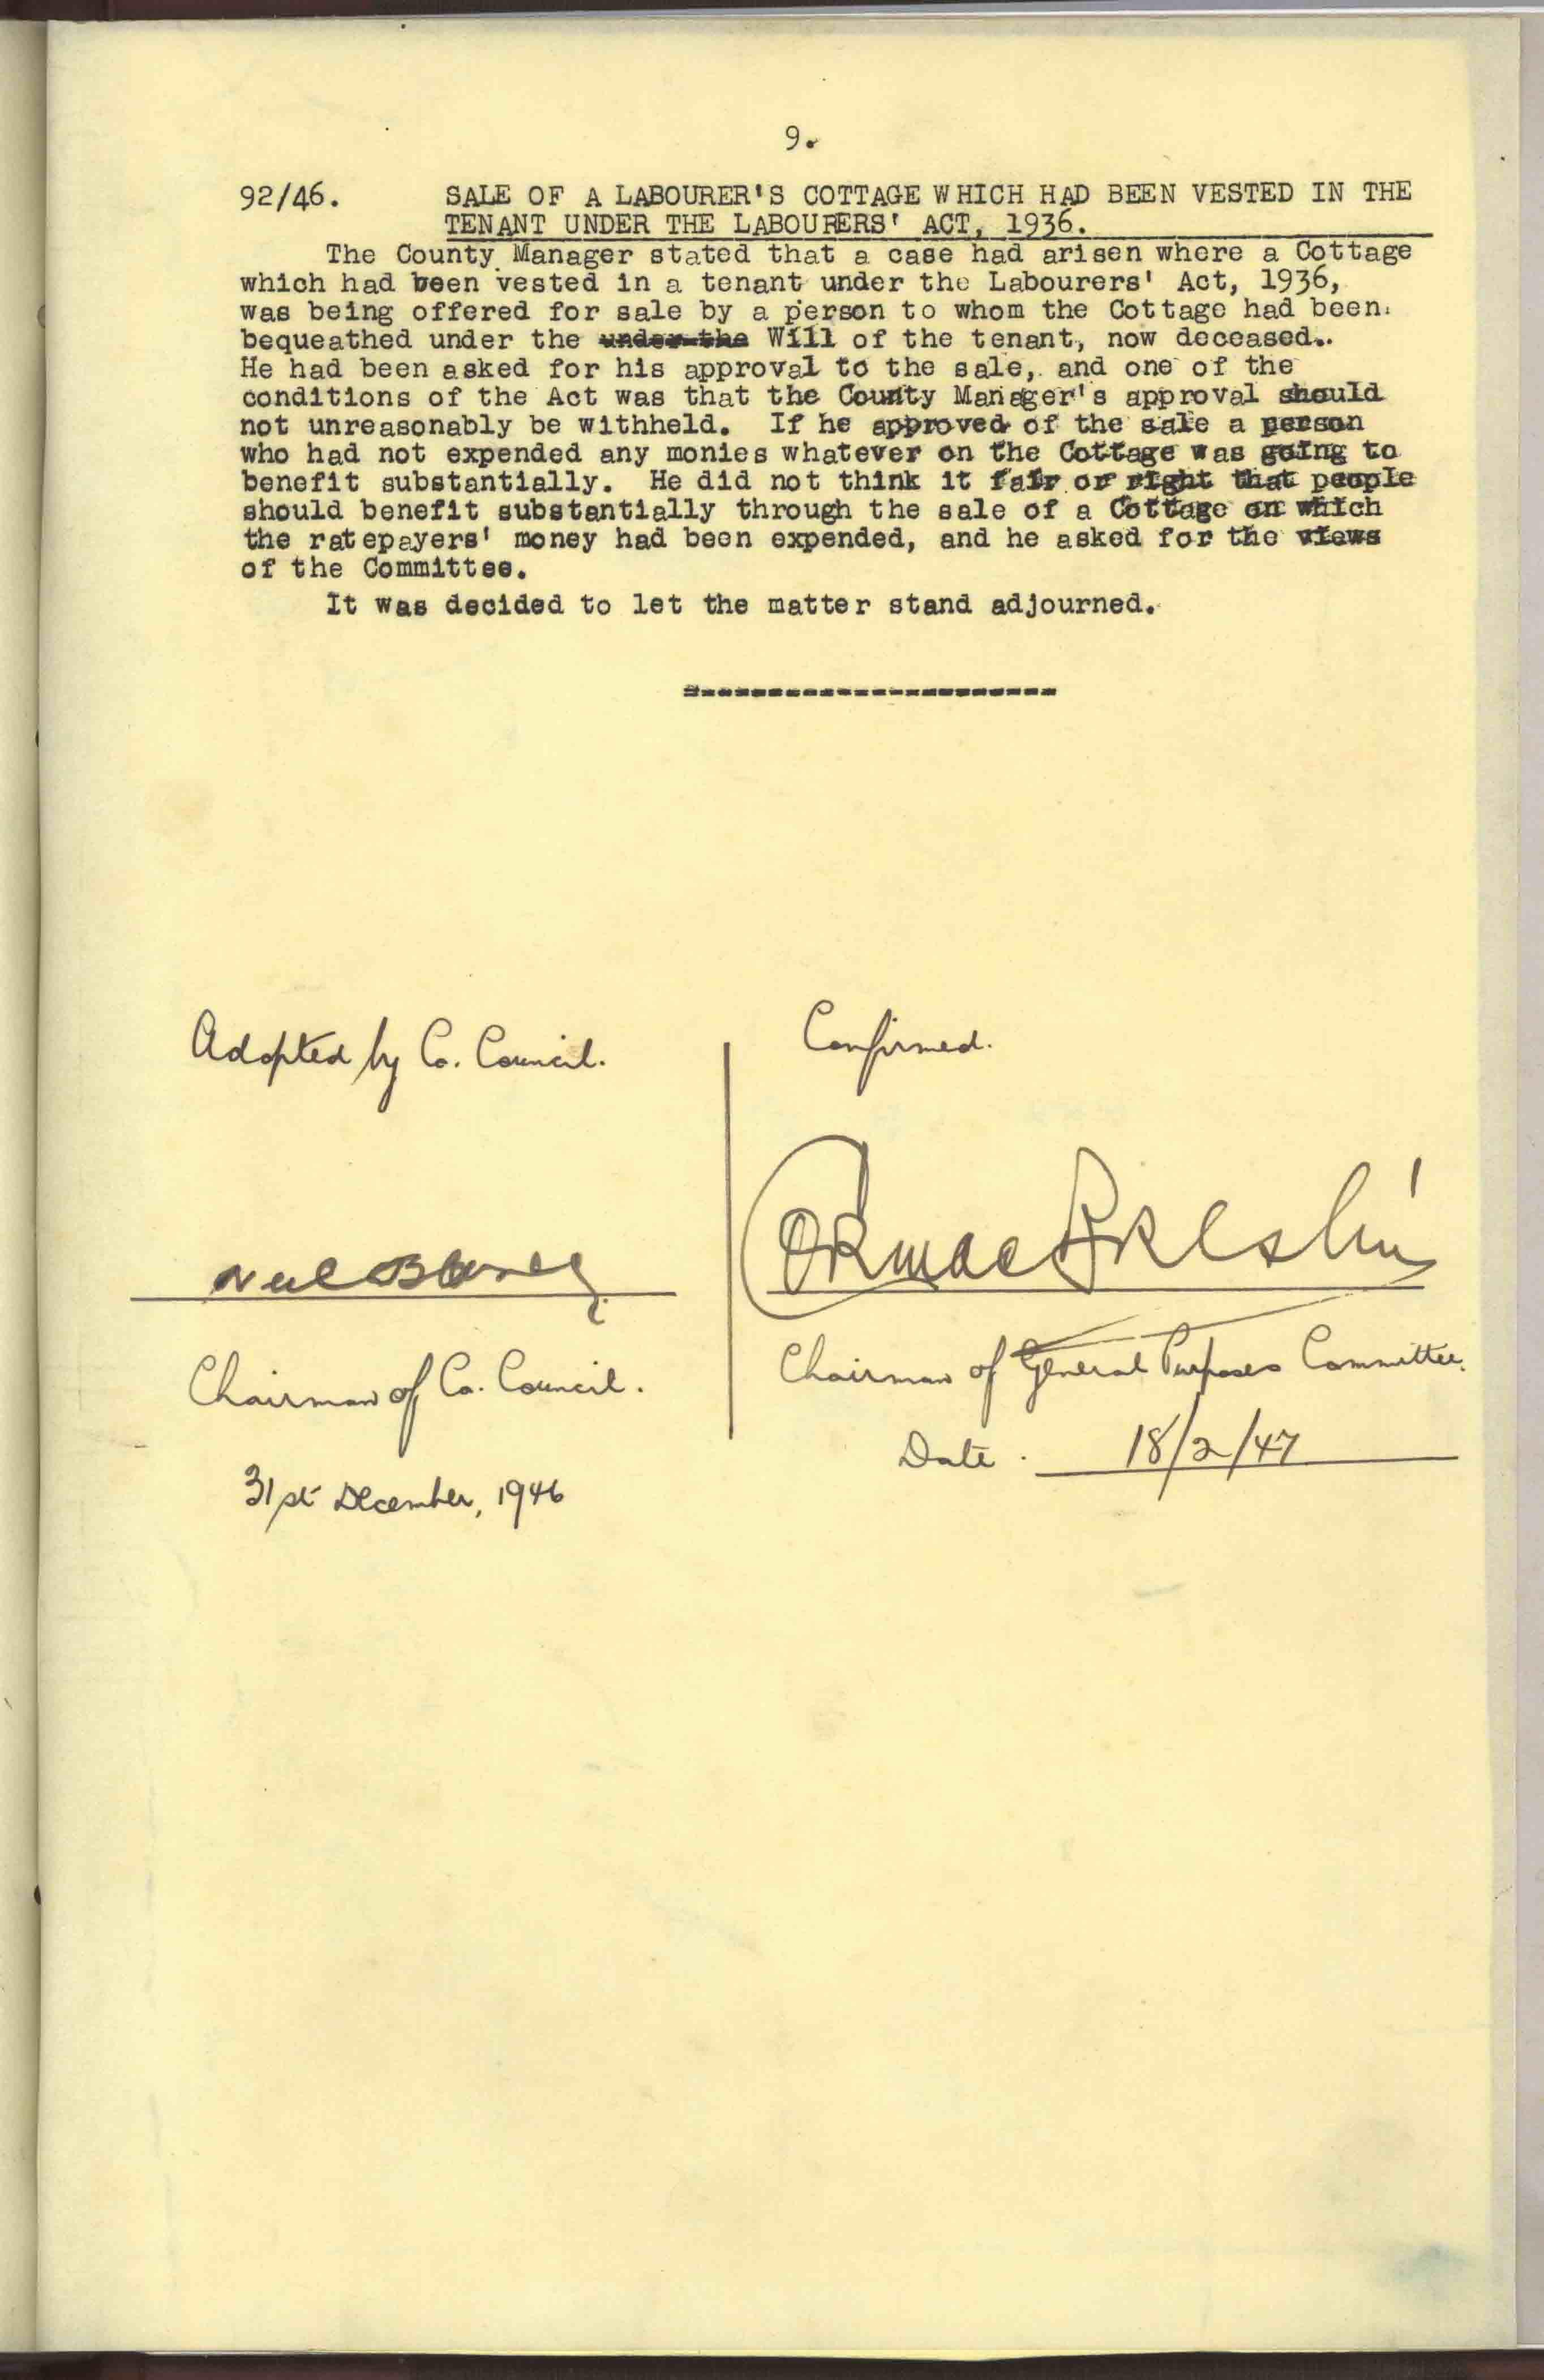 9.
92/46. SALE OF A LABOURER'S COTTAGE WHICH HAD BEEN VESTED IN THE
TENANT UNDER THE LABOURERS' ACT, 1936.
The County Manager stated that a case had arisen where a Cottage
which had been vested in a tenant under the Labourers' Act, 1936,
was being offered for sale by a person to whom the Cottage had been
bequeathed under the under the Will of the tenant, now deceased.
He had been asked for his approval to the sale, and one of the
conditions of the Act was that the County Manager's approval should
not unreasonably be withheld. If he approved of the sale a person
who had not expended any monies whatever on the Cottage was going to
benefit substantially. He did not think it fair or right that people
should benefit substantially through the sale of a Cottage on which
the ratepayers' money had been expended, and he asked for the views
of the Committee.
It was decided to let the matter stand adjourned.
Adopted by Co. Council.
Neil Blaney
Chairman of Co. Council.
31st December, 1946
Confirmed.
Cormac Breslin
Chairman of General Purposes Committee.
Date. 18/2/47